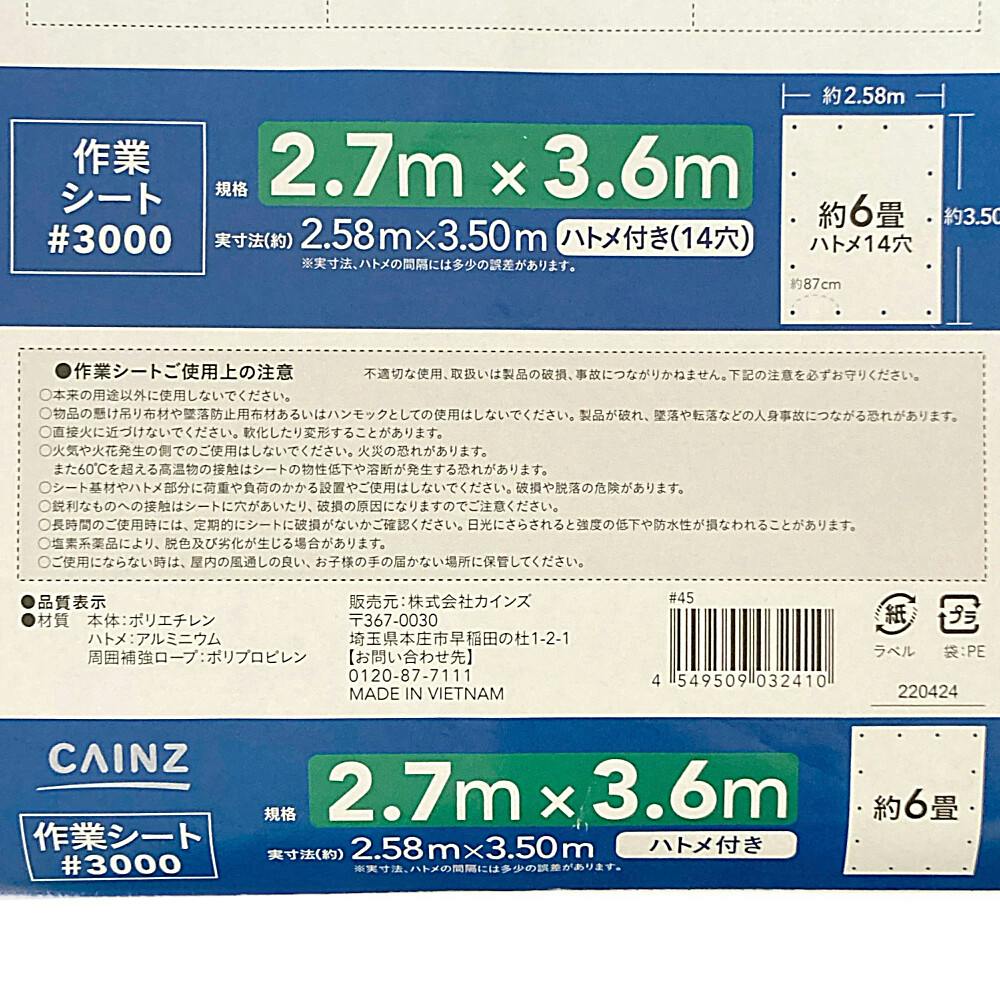 作業
シート
#3000
規格 2.7m × 3.6m
実寸法(約) 2.58m×3.50m ハトメ付き(14穴)
※実寸法、ハトメの間隔には多少の誤差があります。
約2.58m
約6畳
ハトメ14穴
約3.50
約87cm
●作業シートご使用上の注意 不適切な使用、取扱いは製品の破損、事故につながりかねません。下記の注意を必ずお守りください。
○本来の用途以外に使用しないでください。
○物品の懸け吊り布材や墜落防止用布材あるいはハンモックとしての使用はしないでください。製品が破れ、墜落や転落などの人身事故につながる恐れがあります。
○直接火に近づけないでください。軟化したり変形することがあります。
○火気や火花発生の側でのご使用はしないでください。火災の恐れがあります。
また60℃を超える高温物の接触はシートの物性低下や溶断が発生する恐れがあります。
○シート基材やハトメ部分に荷重や負荷のかかる設置やご使用はしないでください。破損や脱落の危険があります。
○鋭利なものへの接触はシートに穴があいたり、破損の原因になりますのでご注意ください。
○長時間のご使用時には、定期的にシートに破損がないかご確認ください。日光にさらされると強度の低下や防水性が損なわれることがあります。
○塩素系薬品により、脱色及び劣化が生じる場合があります。
○ご使用にならない時は、屋内の風通しの良い、お子様の手の届かない場所に保管してください。
●品質表示
●材質 本体:ポリエチレン
ハトメ:アルミニウム
周囲補強ロープ:ポリプロピレン
販売元:株式会社カインズ
〒367-0030
埼玉県本庄市早稲田の杜1-2-1
【お問い合わせ先】
0120-87-7111
MADE IN VIETNAM
#45
4 549509 032410
紙
ラベル
プラ
袋:PE
220424
CAINZ
作業シート
#3000
規格 2.7m × 3.6m
実寸法(約) 2.58m×3.50m ハトメ付き
※実寸法、ハトメの間隔には多少の誤差があります。
約6畳